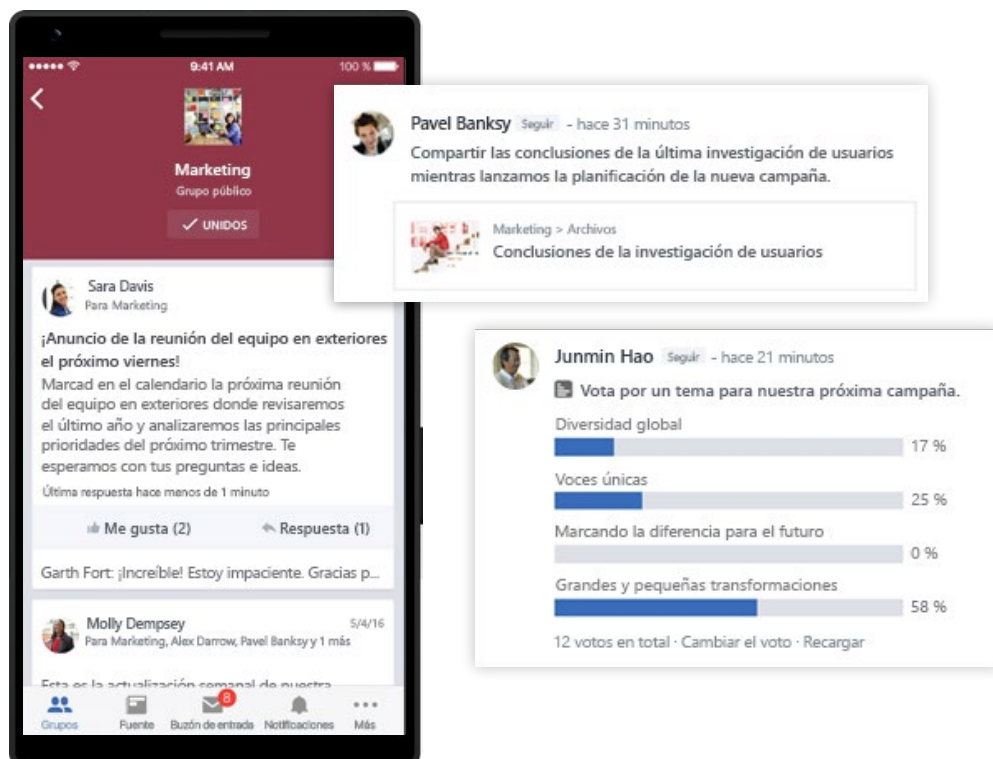 9:41 AM
100 %
Marketing
Grupo público
UNIDOS
Sara Davis
Para Marketing
¡Anuncio de la reunión del equipo en exteriores
el próximo viernes!
Marcad en el calendario la próxima reunión
del equipo en exteriores donde revisaremos
el último año y analizaremos las principales
prioridades del próximo trimestre. Te
esperamos con tus preguntas e ideas.
Última respuesta hace menos de 1 minuto
Me gusta (2) Respuesta (1)
Garth Fort: ¡Increíble! Estoy impaciente. Gracias p...
Molly Dempsey 5/4/16
Para Marketing, Alex Darrow, Pavel Banksy y 1 más
Esta es la actualización semanal de nuestra
8
Grupos Fuente Buzón de entrada Notificaciones Más
Pavel Banksy Seguir - hace 31 minutos
Compartir las conclusiones de la última investigación de usuarios
mientras lanzamos la planificación de la nueva campaña.
Marketing > Archivos
Conclusiones de la investigación de usuarios
Junmin Hao Seguir - hace 21 minutos
Vota por un tema para nuestra próxima campaña.
Diversidad global
17 %
Voces únicas
25 %
Marcando la diferencia para el futuro
0 %
Grandes y pequeñas transformaciones
58 %
12 votos en total · Cambiar el voto · Recargar